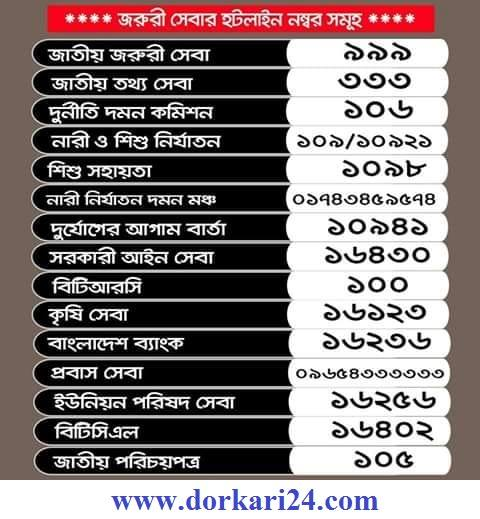 **** জরুরী সেবার হটলাইন নম্বর সমূহ ****
জাতীয় জরুরী সেবা ৯৯৯
জাতীয় তথ্য সেবা ৩৩৩
দুর্নীতি দমন কমিশন ১০৬
নারী ও শিশু নির্যাতন ১০৯/১০৯২১
শিশু সহায়তা ১০৯৮
নারী নির্যাতন দমন মঞ্চ ০১৭৪৩৪৫৯৫৭৪
দুর্যোগের আগাম বার্তা ১০৯৪১
সরকারী আইন সেবা ১৬৪৩০
বিটিআরসি ১০০
কৃষি সেবা ১৬১২৩
বাংলাদেশ ব্যাংক ১৬২৩৬
প্রবাস সেবা ০৯৬৫৪৩৩৩৩৩৩
ইউনিয়ন পরিষদ সেবা ১৬২৫৬
বিটিসিএল ১৬৪০২
জাতীয় পরিচয়পত্র ১০৫
www.dorkari24.com